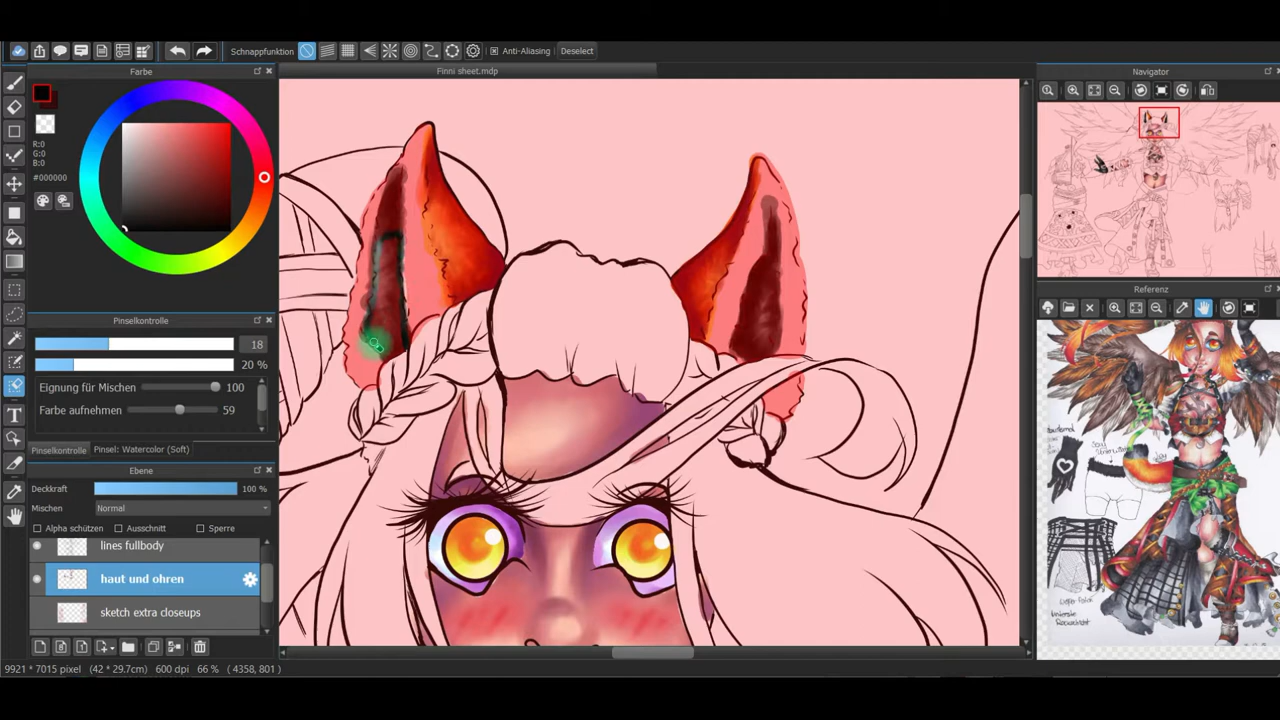 Schnappfunktion
Anti-Aliasing
Deselect
Farbe
Finni sheet.mdp
Navigator
R:0
G:0
B:0
#000000
Referenz
Pinselkontrolle
18
20 %
Eignung für Mischen 100
Farbe aufnehmen 59
Pinselkontrolle
Pinsel: Watercolor (Soft)
Ebene
Deckkraft 100 %
Mischen Normal
Alpha schützen
Ausschnitt
Sperre
lines fullbody
haut und ohren
sketch extra closeups
9921 * 7015 pixel (42 * 29.7cm) 600 dpi 66 % ( 4358, 801 )